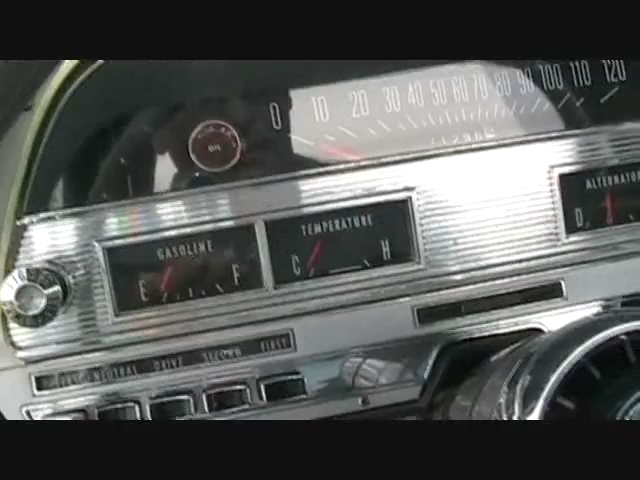 0 10 20 30 40 50 60 70 80 90 100 110 120
OIL
GASOLINE
E F
TEMPERATURE
C H
ALTERNATOR
D
NEUTRAL DRIVE SECOND FIRST